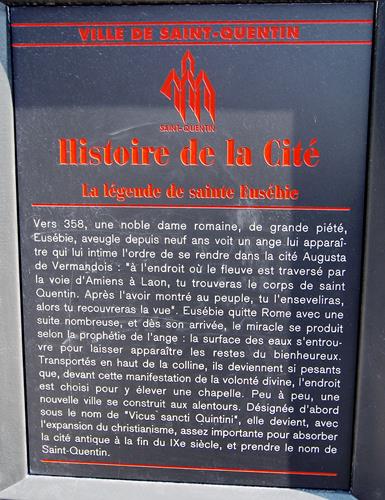 VILLE DE SAINT-QUENTIN
SAINT-QUENTIN
Histoire de la Cité
La légende de sainte Eusébie
Vers 358, une noble dame romaine, de grande piété,
Eusébie, aveugle depuis neuf ans voit un ange lui apparaî-
tre qui lui intime l'ordre de se rendre dans la cité Augusta
de Vermandois : "à l'endroit où le fleuve est traversé par
la voie d'Amiens à Laon, tu trouveras le corps de saint
Quentin. Après l'avoir montré au peuple, tu l'enseveliras,
alors tu recouvreras la vue". Eusébie quitte Rome avec une
suite nombreuse, et dès son arrivée, le miracle se produit
selon la prophétie de l'ange : la surface des eaux s'entrou-
vre pour laisser apparaître les restes du bienheureux.
Transportés en haut de la colline, ils deviennent si pesants
que, devant cette manifestation de la volonté divine, l'endroit
est choisi pour y élever une chapelle. Peu à peu, une
nouvelle ville se construit aux alentours. Désignée d'abord
sous le nom de "Vicus sancti Quintini", elle devient, avec
l'expansion du christianisme, assez importante pour absorber
la cité antique à la fin du IXe siècle, et prendre le nom de
Saint-Quentin.